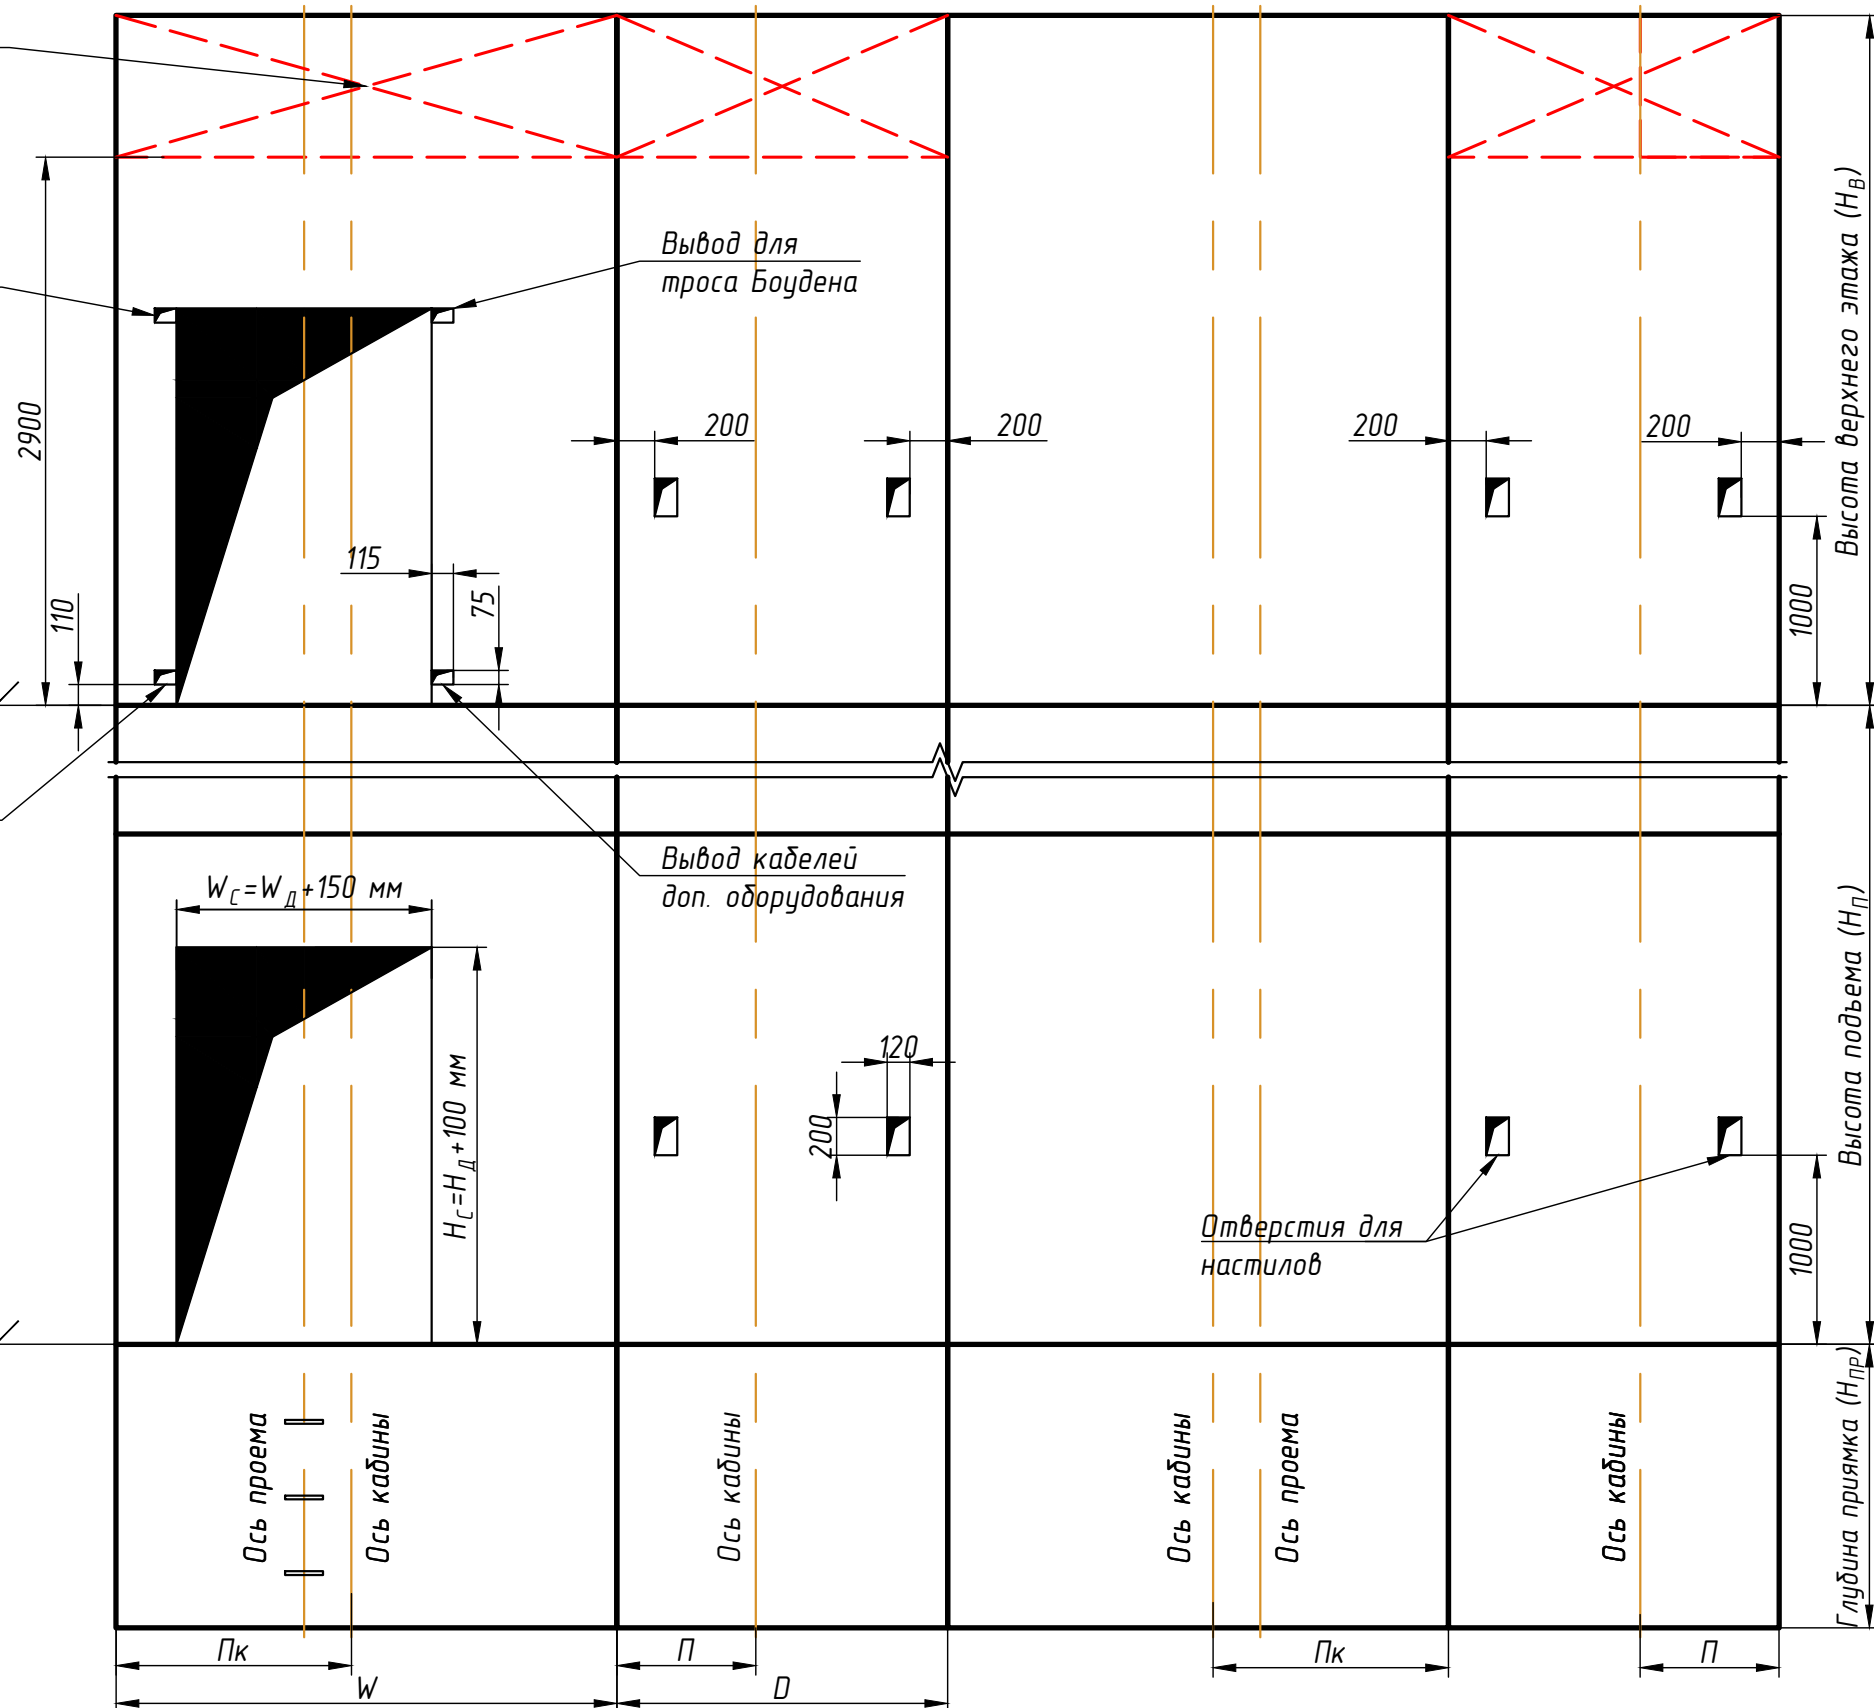 Вывод для
троса Боудена
Высота верхнего этажа (HВ)
2900
200
200
200
200
115
75
110
1000
Вывод кабелей
доп. оборудования
WС=WД+150 мм
HС=HД+100 мм
120
200
Высота подъема (HП)
Отверстия для
настилов
1000
Ось проема
Ось кабины
Ось кабины
Ось кабины
Ось проема
Ось кабины
Глубина приямка (HПР)
Пк
П
Пк
П
W
D